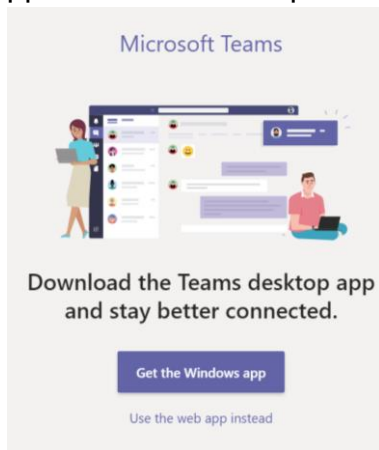 Microsoft Teams
Download the Teams desktop app
and stay better connected.
Get the Windows app
Use the web app instead